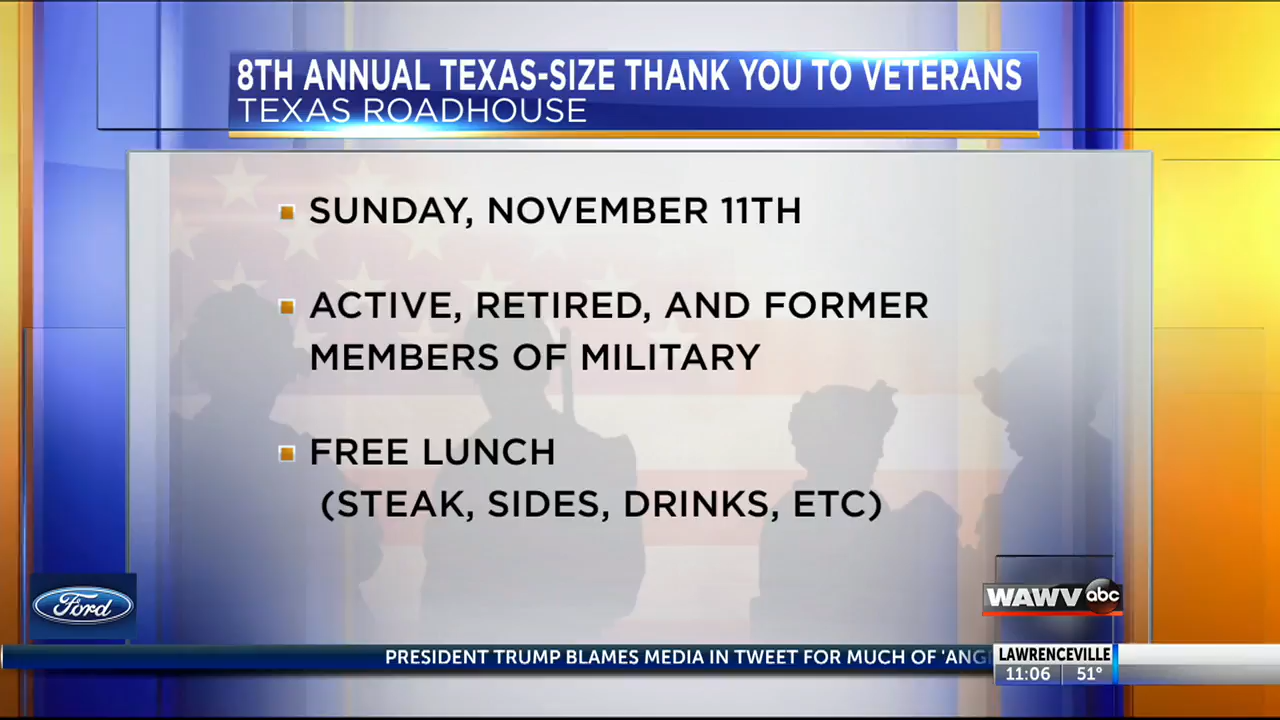 8TH ANNUAL TEXAS-SIZE THANK YOU TO VETERANS
TEXAS ROADHOUSE
SUNDAY, NOVEMBER 11TH
ACTIVE, RETIRED, AND FORMER
MEMBERS OF MILITARY
FREE LUNCH
(STEAK, SIDES, DRINKS, ETC)
Ford
WAWV abc
PRESIDENT TRUMP BLAMES MEDIA IN TWEET FOR MUCH OF 'ANG
LAWRENCEVILLE
11:06 51°